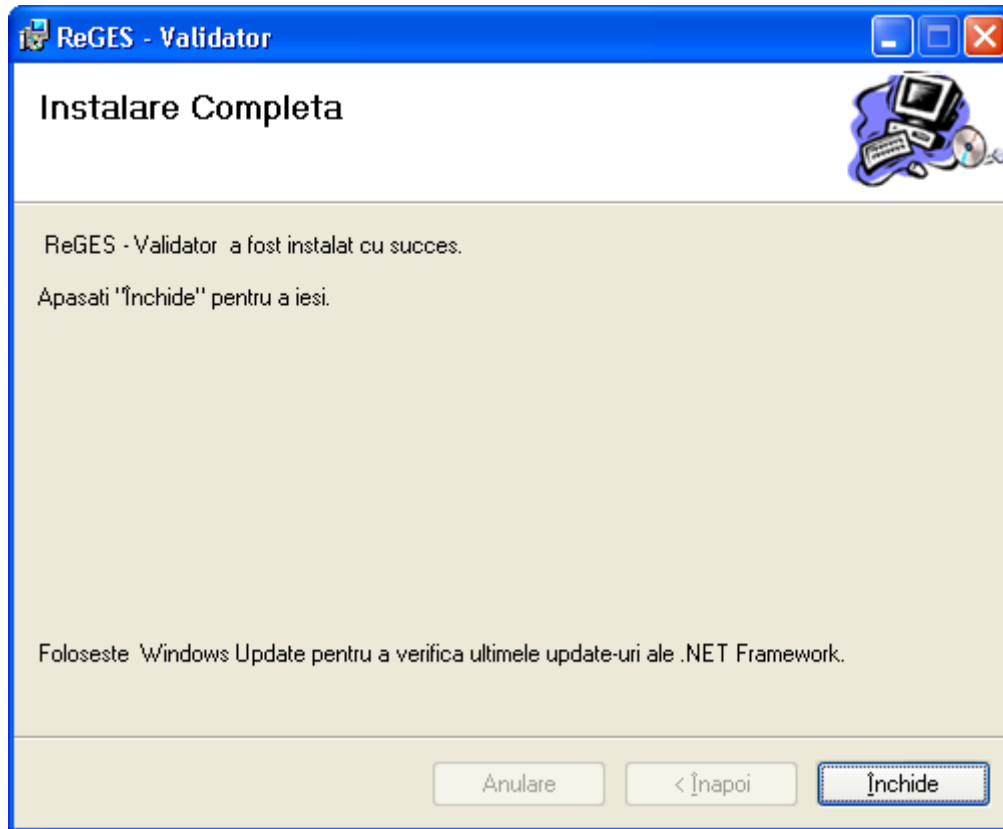 ReGES - Validator
Instalare Completa
ReGES - Validator a fost instalat cu succes.
Apasati "Închide" pentru a iesi.
Foloseste Windows Update pentru a verifica ultimele update-uri ale .NET Framework.
Anulare
< Înapoi
Închide